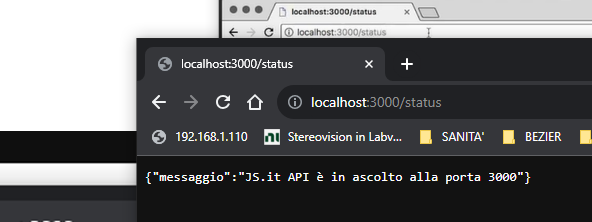 localhost:3000/status
localhost:3000/status
localhost:3000/status
localhost:3000/status
192.168.1.110 Stereovision in Labv... SANITA' BEZIER
{"messaggio":"JS.it API è in ascolto alla porta 3000"}